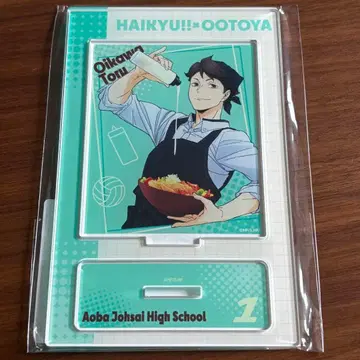 HAIKYU!!×OOTOYA
Oikawa
Toru
Aoba Johsai High School
1